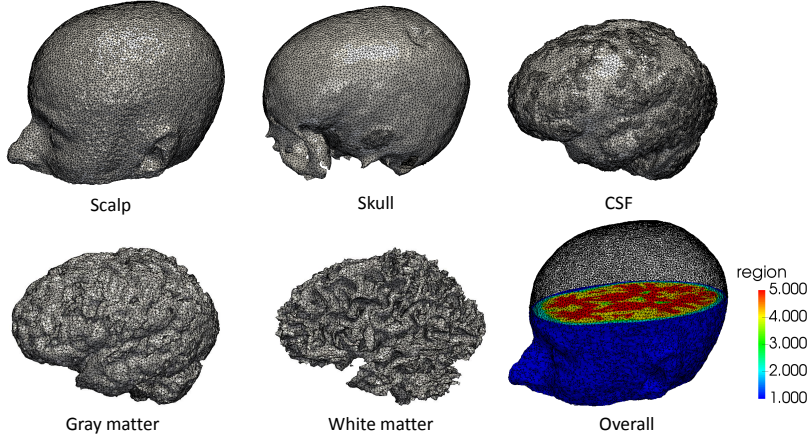 Scalp
Skull
CSF
Gray matter
White matter
Overall
region
5.000
4.000
3.000
2.000
1.000